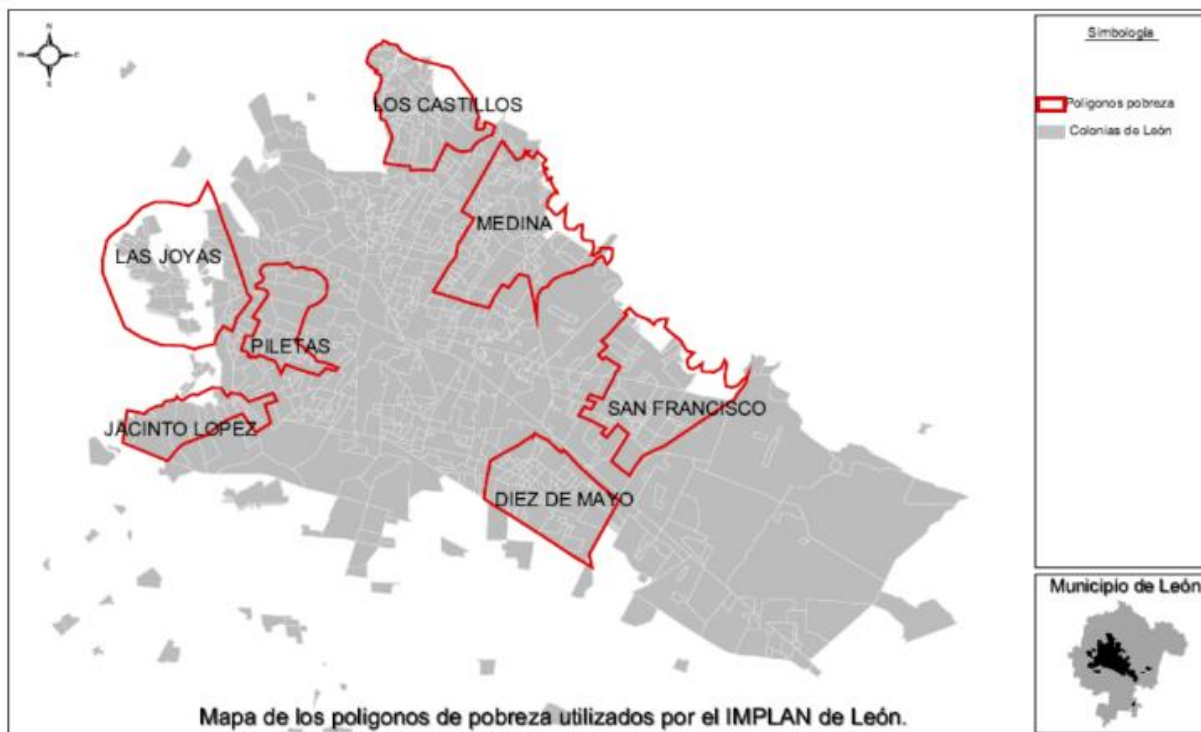 N
E
S
LOS CASTILLOS
MEDINA
LAS JOYAS
PILETAS
JACINTO LOPEZ
SAN FRANCISCO
DIEZ DE MAYO
Mapa de los poligonos de pobreza utilizados por el IMPLAN de León.
Simbología
Poligonos pobreza
Colonias de León
Municipio de León